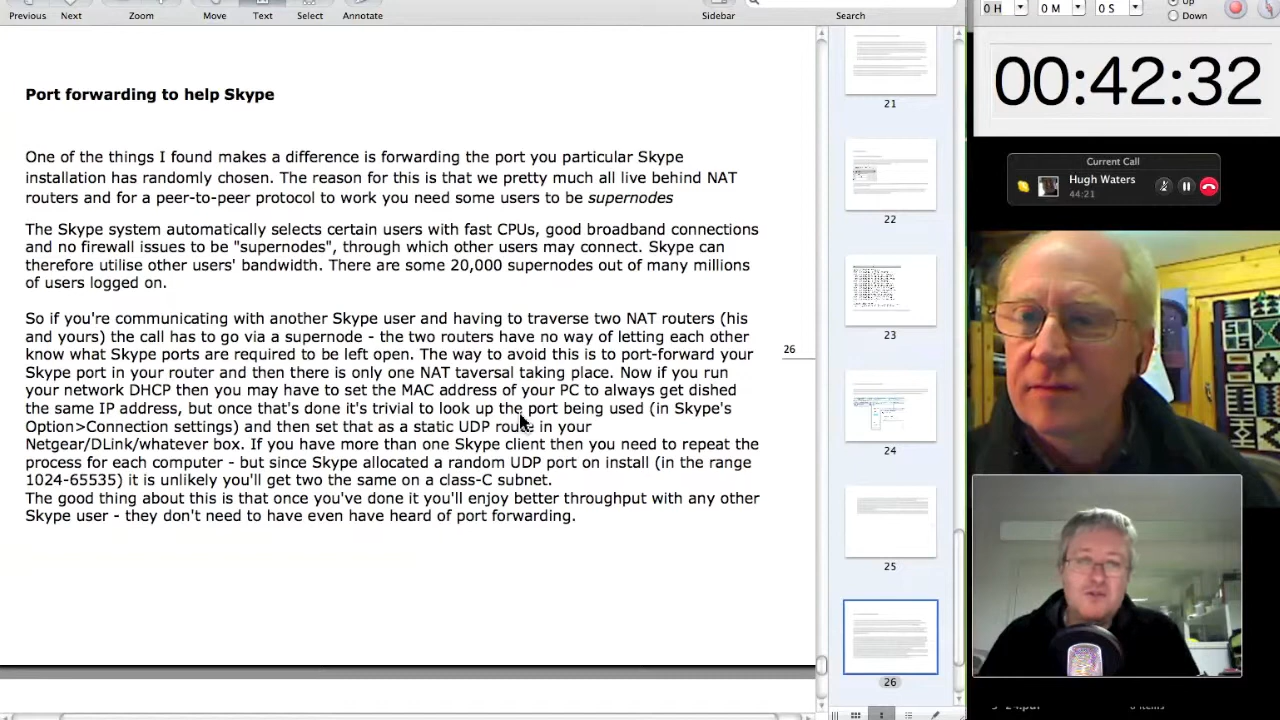 Previous
Next
Zoom
Move
Text
Select
Annotate
Sidebar
Search
Port forwarding to help Skype
One of the things I found makes a difference is forwarding the port you particular Skype
installation has randomly chosen. The reason for this is that we pretty much all live behind NAT
routers and for a peer-to-peer protocol to work you need some users to be supernodes
The Skype system automatically selects certain users with fast CPUs, good broadband connections
and no firewall issues to be "supernodes", through which other users may connect. Skype can
therefore utilise other users' bandwidth. There are some 20,000 supernodes out of many millions
of users logged on.
So if you're communicating with another Skype user and having to traverse two NAT routers (his
and yours) the call has to go via a supernode - the two routers have no way of letting each other
know what Skype ports are required to be left open. The way to avoid this is to port-forward your
Skype port in your router and then there is only one NAT taversal taking place. Now if you run
your network DHCP then you may have to set the MAC address of your PC to always get dished
the same IP address, but once that's done it's trivial to look up the port being used (in Skype's
Option>Connection settings) and then set that as a static UDP route in your
Netgear/DLink/whatever box. If you have more than one Skype client then you need to repeat the
process for each computer - but since Skype allocated a random UDP port on install (in the range
1024-65535) it is unlikely you'll get two the same on a class-C subnet.
The good thing about this is that once you've done it you'll enjoy better throughput with any other
Skype user - they don't need to have even have heard of port forwarding.
26
21
22
23
24
25
26
0 H
0 M
0 S
Up
Down
00:42:32
Current Call
Hugh Waters
44:21